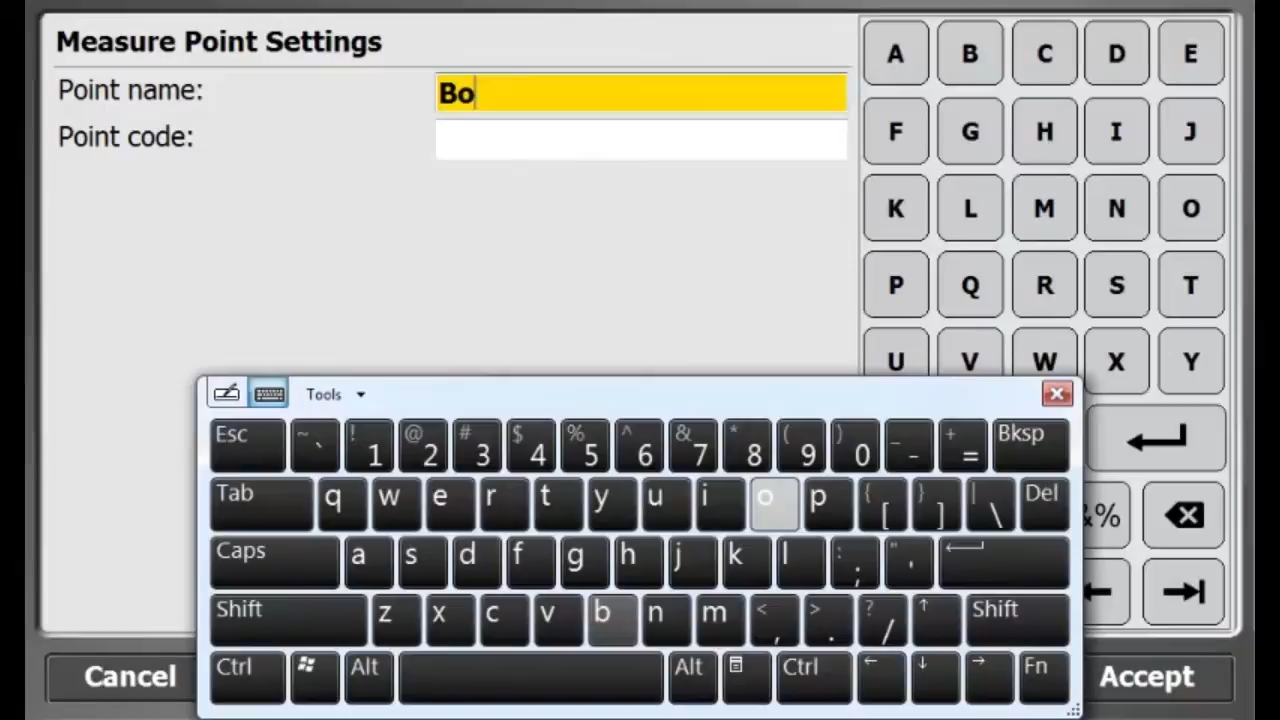 Measure Point Settings
Point name: Bo
Point code:
A B C D E
F G H I J
K L M N O
P Q R S T
U V W X Y
&%
Tools
Esc ~ ` ! 1 @ 2 # 3 $ 4 % 5 ^ 6 & 7 * 8 ( 9 ) 0 _ - + = Bksp
Tab q w e r t y u i o p { [ } ] | \ Del
Caps a s d f g h j k l : ; " '
Shift z x c v b n m < , > . ? / ↑ Shift
Ctrl Alt Alt Ctrl ← ↓ → Fn
Cancel Accept